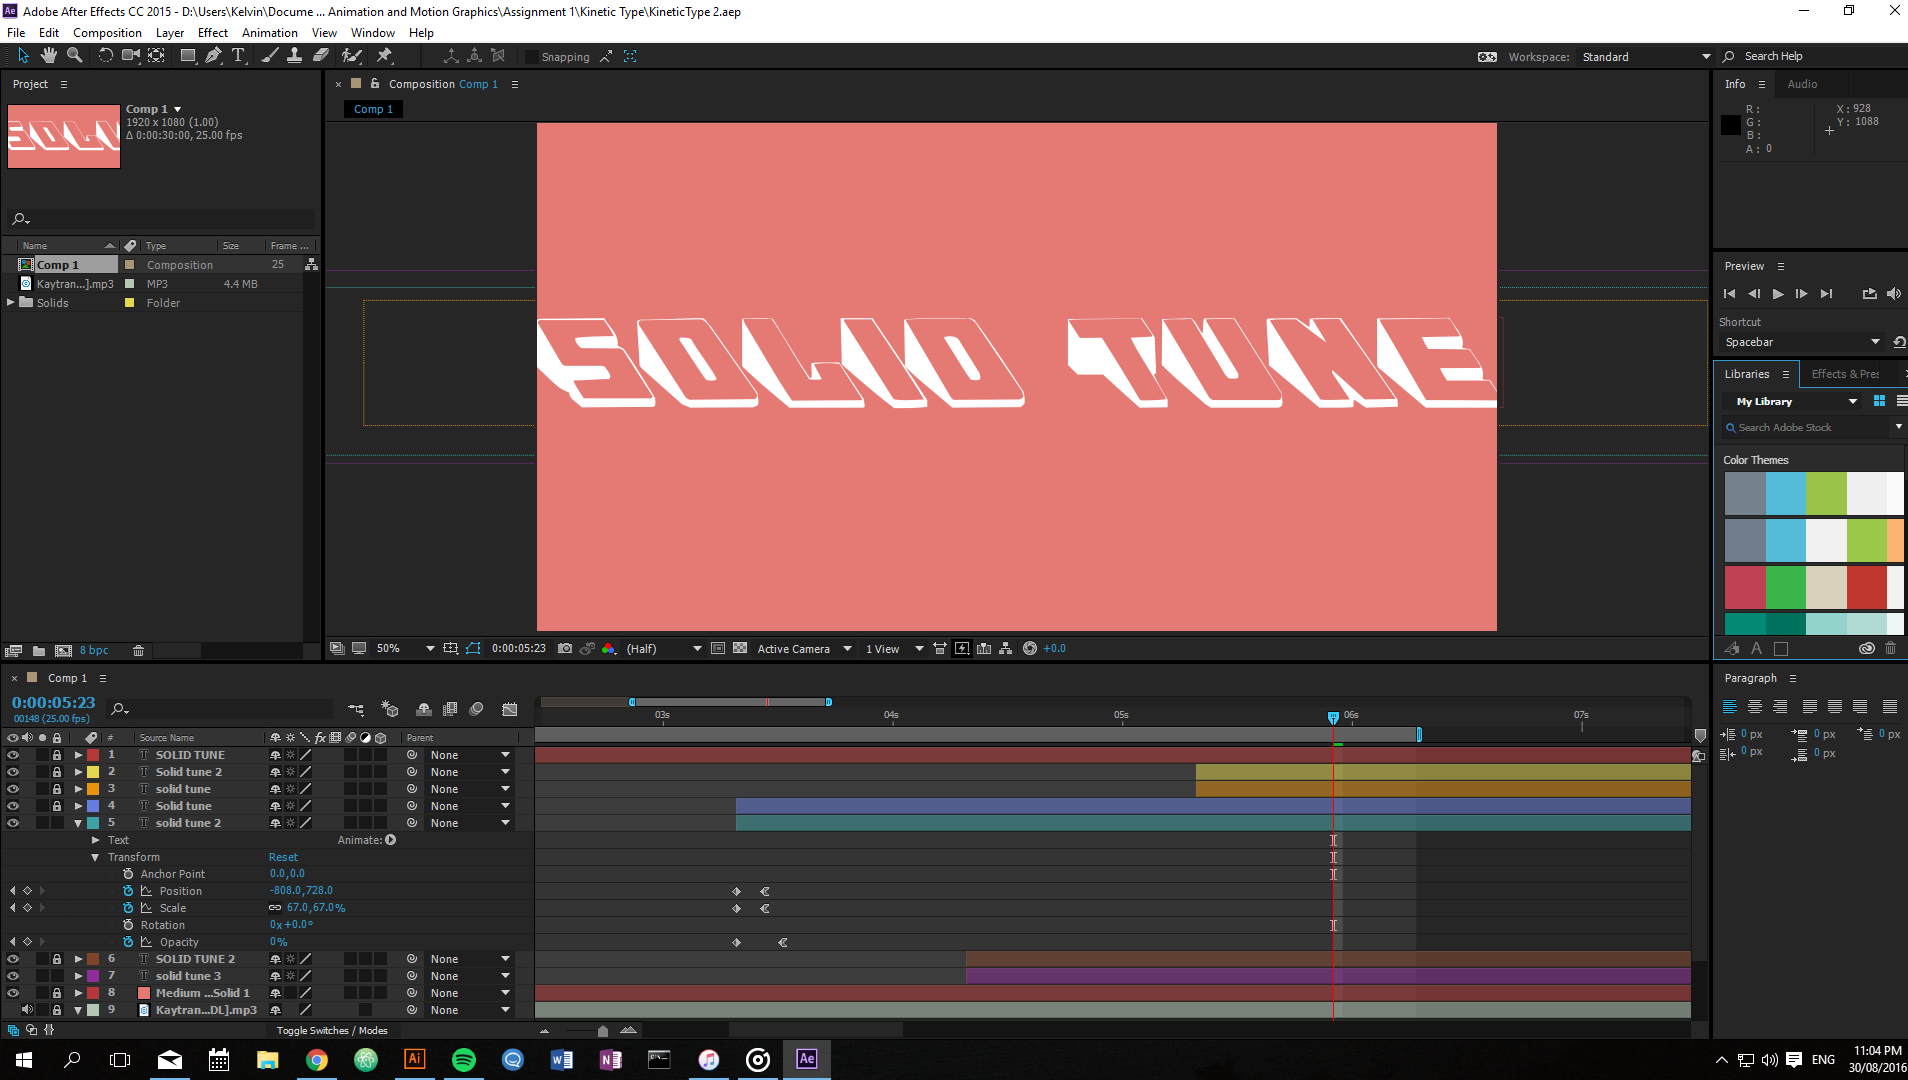 Adobe After Effects CC 2015 - D:\Users\Kelvin\Docume ... Animation and Motion Graphics\Assignment 1\Kinetic Type\KineticType 2.aep
File Edit Composition Layer Effect Animation View Window Help
Snapping
Workspace: Standard
Search Help
Project
Comp 1
1920 x 1080 (1.00)
Δ 0:00:30:00, 25.00 fps
Name Type Size Frame ...
Comp 1 Composition 25
Kaytran...].mp3 MP3 4.4 MB
Solids Folder
8 bpc
Composition Comp 1
Comp 1
SOLID TUNE
50% 0:00:05:23 (Half) Active Camera 1 View +0.0
Info Audio
R : X : 928
G : Y : 1088
B :
A : 0
Preview
Shortcut
Spacebar
Libraries Effects & Pres
My Library
Search Adobe Stock
Color Themes
Paragraph
0 px 0 px 0 px
0 px 0 px
Comp 1
0:00:05:23
00148 (25.00 fps)
03s 04s 05s 06s 07s
# Source Name Parent
1 SOLID TUNE None
2 Solid tune 2 None
3 solid tune None
4 Solid tune None
5 solid tune 2 None
Text Animate:
Transform Reset
Anchor Point 0.0,0.0
Position -808.0,728.0
Scale 67.0,67.0%
Rotation 0x+0.0°
Opacity 0%
6 SOLID TUNE 2 None
7 solid tune 3 None
8 Medium ...Solid 1 None
9 Kaytran...DL].mp3 None
Toggle Switches / Modes
ENG
11:04 PM
30/08/2016